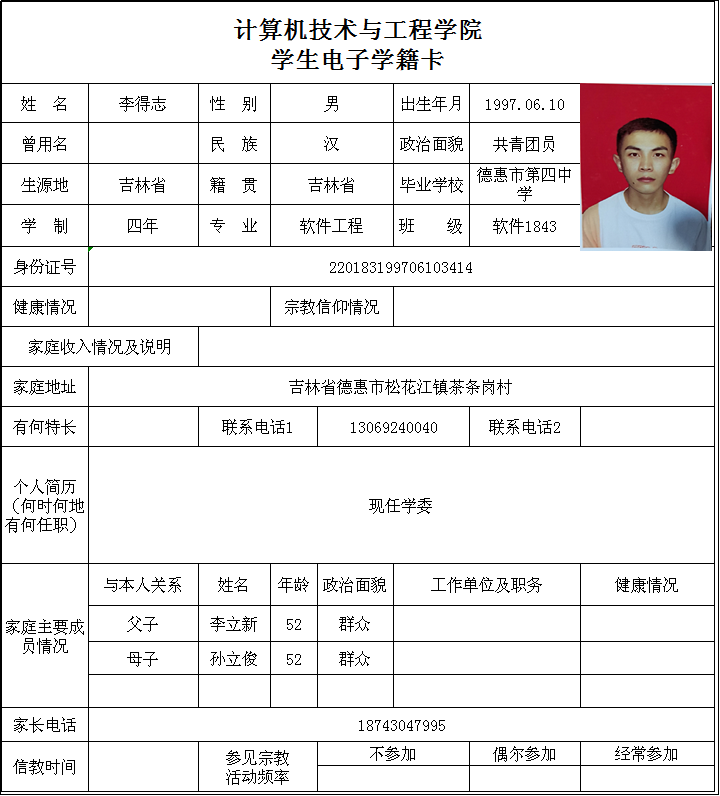 计算机技术与工程学院
学生电子学籍卡
姓 名 李得志 性 别 男 出生年月 1997.06.10
曾用名 民 族 汉 政治面貌 共青团员
生源地 吉林省 籍 贯 吉林省 毕业学校 德惠市第四中
学
学 制 四年 专 业 软件工程 班 级 软件1843
身份证号 220183199706103414
健康情况 宗教信仰情况
家庭收入情况及说明
家庭地址 吉林省德惠市松花江镇茶条岗村
有何特长 联系电话1 13069240040 联系电话2
个人简历
（何时何地
有何任职）
现任学委
家庭主要成
员情况
与本人关系 姓名 年龄 政治面貌 工作单位及职务 健康情况
父子 李立新 52 群众
母子 孙立俊 52 群众
家长电话 18743047995
信教时间 参见宗教
活动频率
不参加 偶尔参加 经常参加